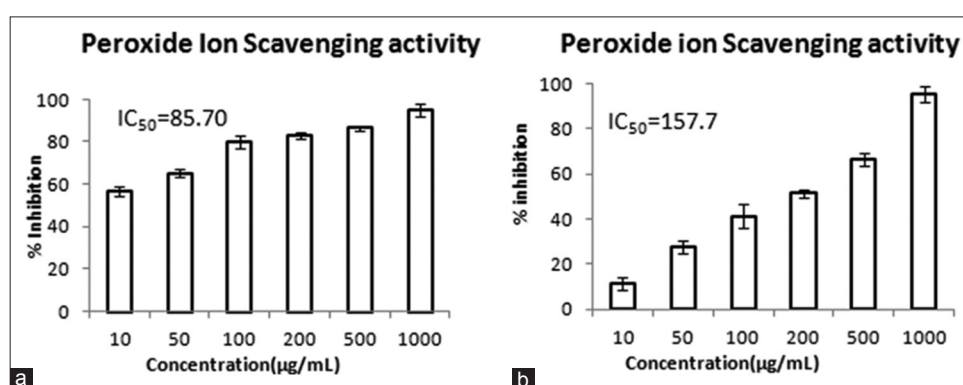 Peroxide Ion Scavenging activity
IC50=85.70
% Inhibition
100
80
60
40
20
0
10 50 100 200 500 1000
Concentration(µg/mL)
a
Peroxide ion Scavenging activity
IC50=157.7
% inhibition
100
80
60
40
20
0
10 50 100 200 500 1000
Concentration(µg/mL)
b